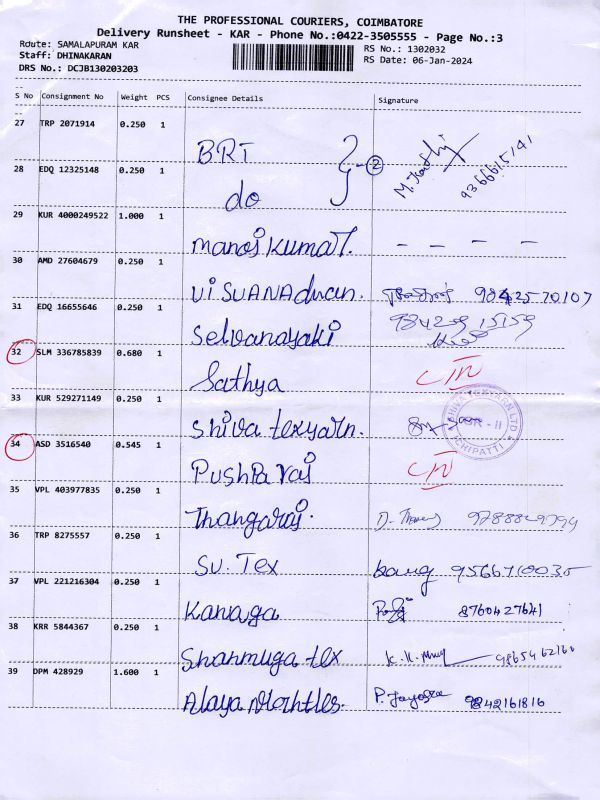 THE PROFESSIONAL COURIERS, COIMBATORE
Delivery Runsheet - KAR - Phone No.:0422-3505555 - Page No.:3
Route: SAMALAPURAM KAR
RS No.: 1302032
Staff: DHINAKARAN
RS Date: 06-Jan-2024
DRS No.: DCJB130203203
S No Consignment No Weight PCS Consignee Details Signature
27 TRP 2071914 0.250 1 BRT
28 EDQ 12325148 0.250 1 do
2
9366615141
29 KUR 4000249522 1.000 1 Manoj Kumar. - - - -
30 AMD 27604679 0.250 1 ViSUANADhan. 9842570107
31 EDQ 16655646 0.250 1 Selvanayaki 9842915159
32 SLM 336785839 0.680 1 Sathya
33 KUR 529271149 0.250 1 Shiva texyarn.
34 ASD 3516540 0.545 1 Pushparaj
35 VPL 403977835 0.250 1 Thangaraj.
36 TRP 8275557 0.250 1 SU. Tex 9566710035
37 VPL 221216304 0.250 1 Kanaga 8760427641
38 KRR 5844367 0.250 1 Shanmuga tex
39 DPM 428929 1.600 1 P. Jayasree 9842161816